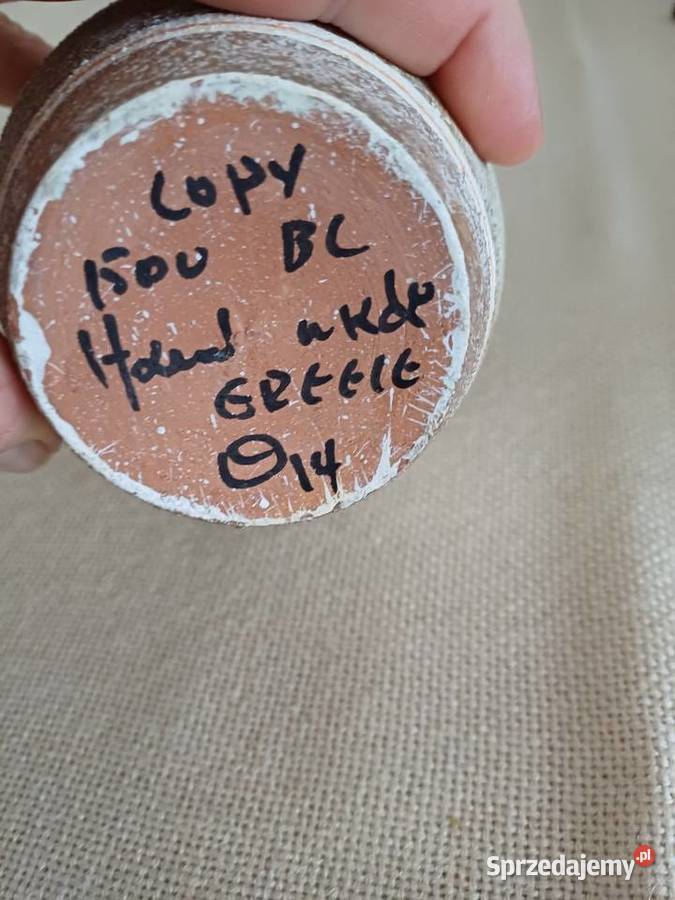 COPY
1500 BC
Hand made
GREECE
Θ14
Sprzedajemy.pl